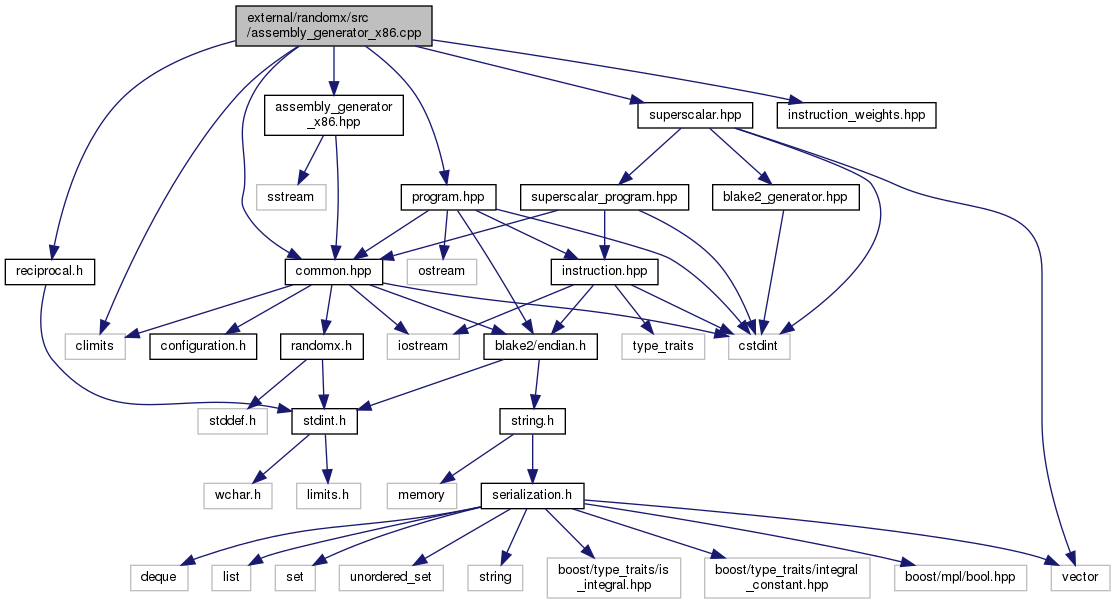 external/randomx/src
/assembly_generator_x86.cpp
assembly_generator
_x86.hpp
superscalar.hpp
instruction_weights.hpp
sstream
program.hpp
superscalar_program.hpp
blake2_generator.hpp
reciprocal.h
common.hpp
ostream
instruction.hpp
climits
configuration.h
randomx.h
iostream
blake2/endian.h
type_traits
cstdint
stddef.h
stdint.h
string.h
wchar.h
limits.h
memory
serialization.h
deque
list
set
unordered_set
string
boost/type_traits/is
_integral.hpp
boost/type_traits/integral
_constant.hpp
boost/mpl/bool.hpp
vector